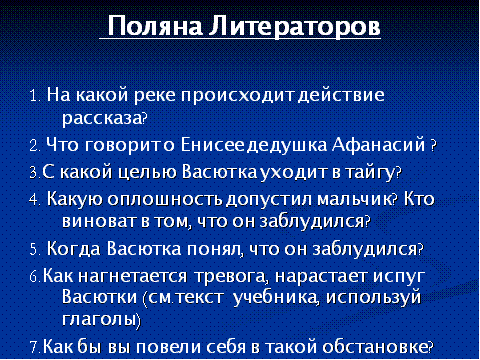 Поляна Литераторов
1. На какой реке происходит действие
рассказа?
2. Что говорит о Енисее дедушка Афанасий ?
3.С какой целью Васютка уходит в тайгу?
4. Какую оплошность допустил мальчик? Кто
виноват в том, что он заблудился?
5. Когда Васютка понял, что он заблудился?
6.Как нагнетается тревога, нарастает испуг
Васютки (см.текст учебника, используй
глаголы)
7.Как бы вы повели себя в такой обстановке?